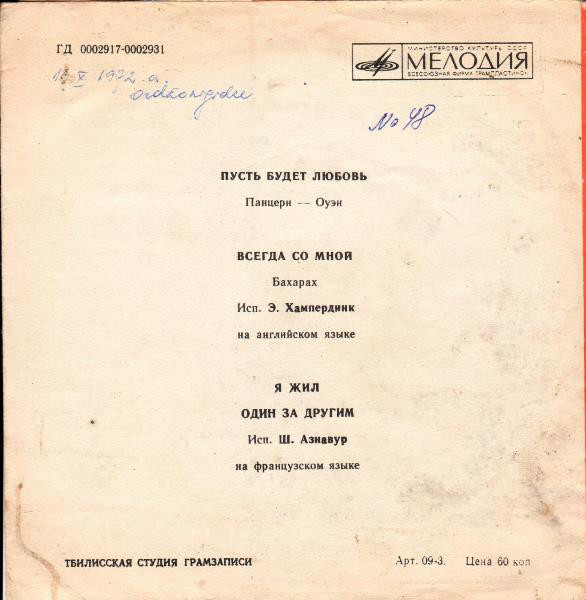 ГД 0002917-0002931
МИНИСТЕРСТВО КУЛЬТУРЫ СССР
МЕЛОДИЯ
ВСЕСОЮЗНАЯ ФИРМА ГРАМПЛАСТИНОК
X 1972. a.
№ 48
ПУСТЬ БУДЕТ ЛЮБОВЬ
Панцери — Оуэн
ВСЕГДА СО МНОЙ
Бахарах
Исп. Э. Хампердинк
на английском языке
Я ЖИЛ
ОДИН ЗА ДРУГИМ
Исп. Ш. Азнавур
на французском языке
ТБИЛИССКАЯ СТУДИЯ ГРАМЗАПИСИ
Арт. 09-3. Цена 60 коп